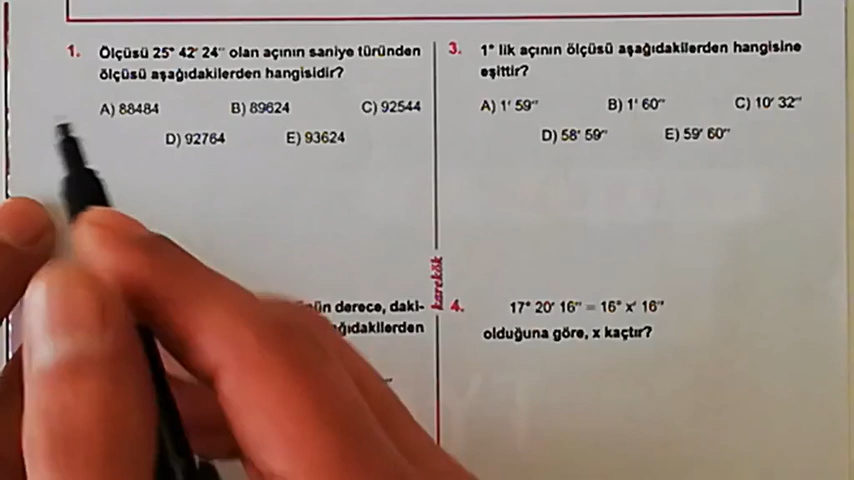 1. Ölçüsü 25° 42' 24'' olan açının saniye türünden
ölçüsü aşağıdakilerden hangisidir?
A) 88484 B) 89624 C) 92544
D) 92764 E) 93624
derece, daki-
4. 17° 20' 16'' = 16° x' 16''
olduğuna göre, x kaçtır?
3. 1° lik açının ölçüsü aşağıdakilerden hangisine
eşittir?
A) 1' 59'' B) 1' 60'' C) 10' 32''
D) 58' 59'' E) 59' 60''
karekök